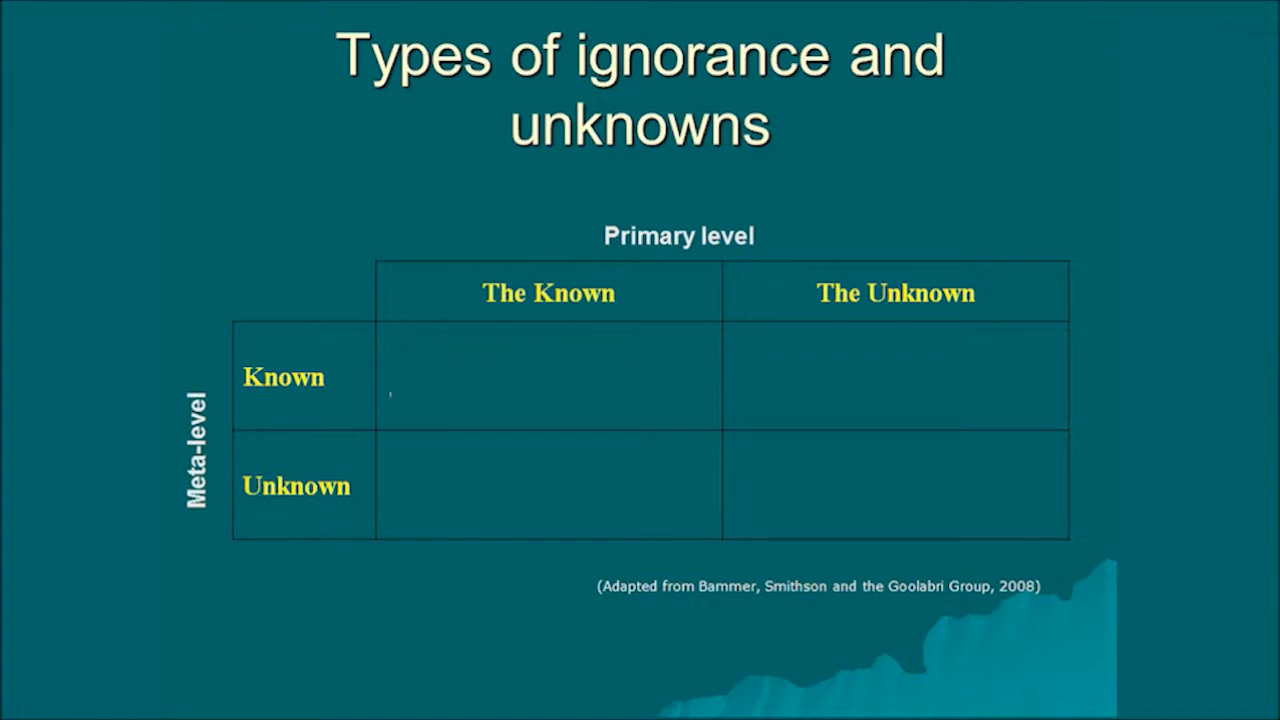 Types of ignorance and
unknowns
Primary level
The Known
The Unknown
Meta-level
Known
Unknown
(Adapted from Bammer, Smithson and the Goolabri Group, 2008)